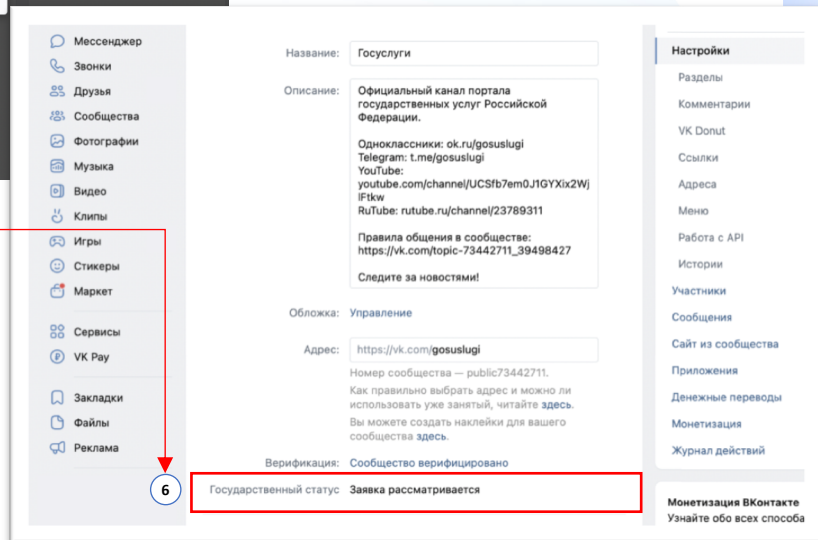 Мессенджер
Звонки
Друзья
Сообщества
Фотографии
Музыка
Видео
Клипы
Игры
Стикеры
Маркет
Сервисы
VK Pay
Закладки
Файлы
Реклама
Название: Госуслуги
Описание: Официальный канал портала
государственных услуг Российской
Федерации.
Одноклассники: ok.ru/gosuslugi
Telegram: t.me/gosuslugi
YouTube:
youtube.com/channel/UCSfb7em0J1GYXix2Wj
lFtkw
RuTube: rutube.ru/channel/23789311
Правила общения в сообществе:
https://vk.com/topic-73442711_39498427
Следите за новостями!
Обложка: Управление
Адрес: https://vk.com/gosuslugi
Номер сообщества — public73442711.
Как правильно выбрать адрес и можно ли
использовать уже занятый, читайте здесь.
Вы можете создать наклейки для вашего
сообщества здесь.
Верификация: Сообщество верифицировано
6 Государственный статус Заявка рассматривается
Настройки
Разделы
Комментарии
VK Donut
Ссылки
Адреса
Меню
Работа с API
Истории
Участники
Сообщения
Сайт из сообщества
Приложения
Денежные переводы
Монетизация
Журнал действий
Монетизация ВКонтакте
Узнайте обо всех способа